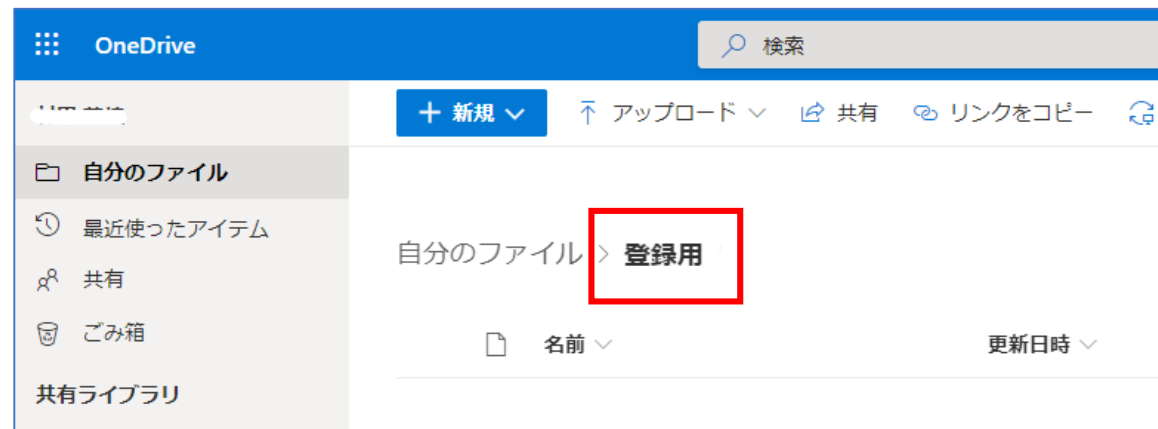 OneDrive
検索
新規
アップロード
共有
リンクをコピー
自分のファイル
最近使ったアイテム
共有
ごみ箱
共有ライブラリ
自分のファイル > 登録用
名前
更新日時